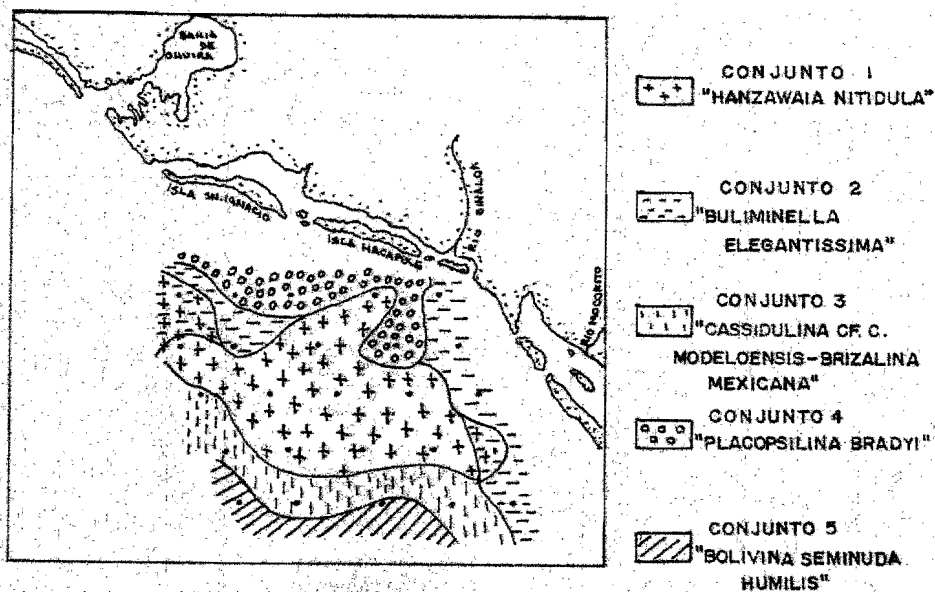 BAHIA
DE
OHUIRA
ISLA SN. IGNACIO
ISLA MACAPULE
RIO SINALOA
RIO MOCORITO
CONJUNTO 1
"HANZAWAIA NITIDULA"
CONJUNTO 2
"BULIMINELLA
ELEGANTISSIMA"
CONJUNTO 3
"CASSIDULINA CF. C.
MODELOENSIS-BRIZALINA
MEXICANA"
CONJUNTO 4
"PLACOPSILINA BRADYI"
CONJUNTO 5
"BOLIVINA SEMINUDA
HUMILIS"